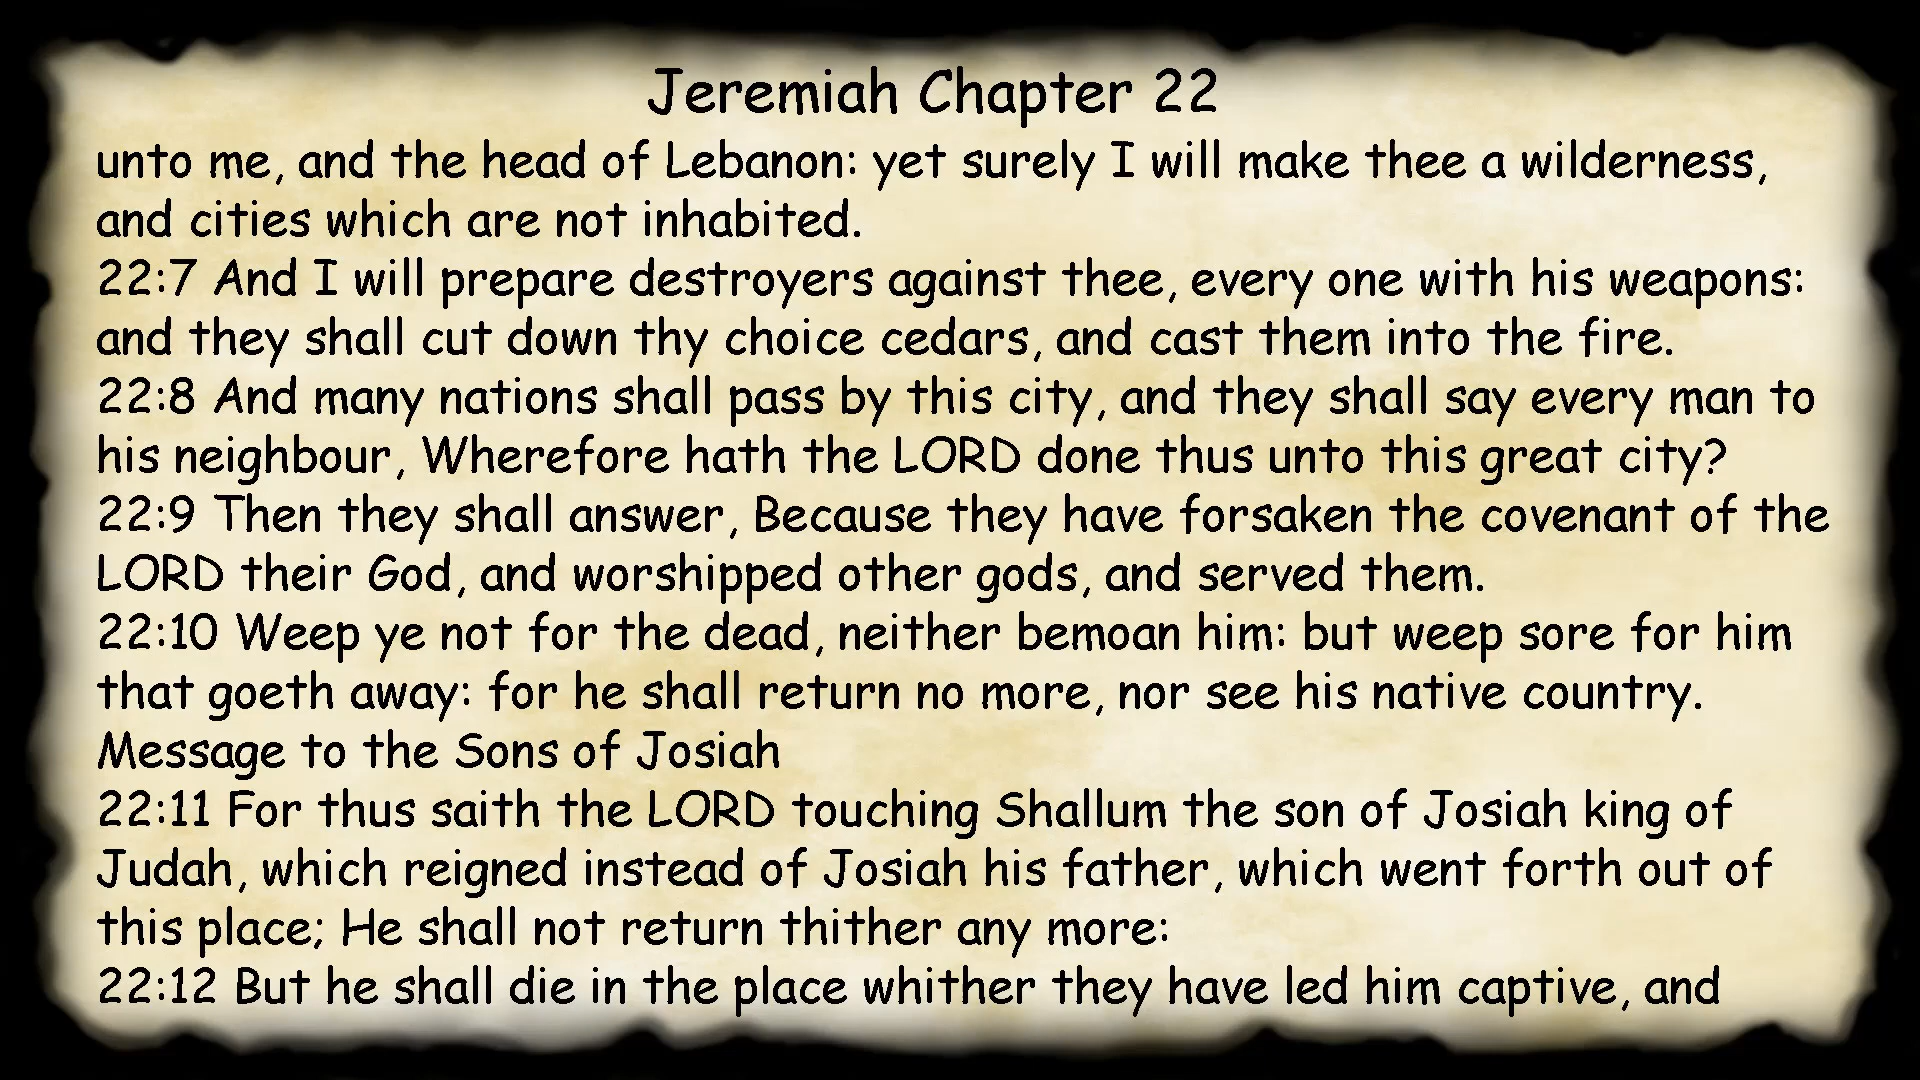 Jeremiah Chapter 22
unto me, and the head of Lebanon: yet surely I will make thee a wilderness,
and cities which are not inhabited.
22:7 And I will prepare destroyers against thee, every one with his weapons:
and they shall cut down thy choice cedars, and cast them into the fire.
22:8 And many nations shall pass by this city, and they shall say every man to
his neighbour, Wherefore hath the LORD done thus unto this great city?
22:9 Then they shall answer, Because they have forsaken the covenant of the
LORD their God, and worshipped other gods, and served them.
22:10 Weep ye not for the dead, neither bemoan him: but weep sore for him
that goeth away: for he shall return no more, nor see his native country.
Message to the Sons of Josiah
22:11 For thus saith the LORD touching Shallum the son of Josiah king of
Judah, which reigned instead of Josiah his father, which went forth out of
this place; He shall not return thither any more:
22:12 But he shall die in the place whither they have led him captive, and